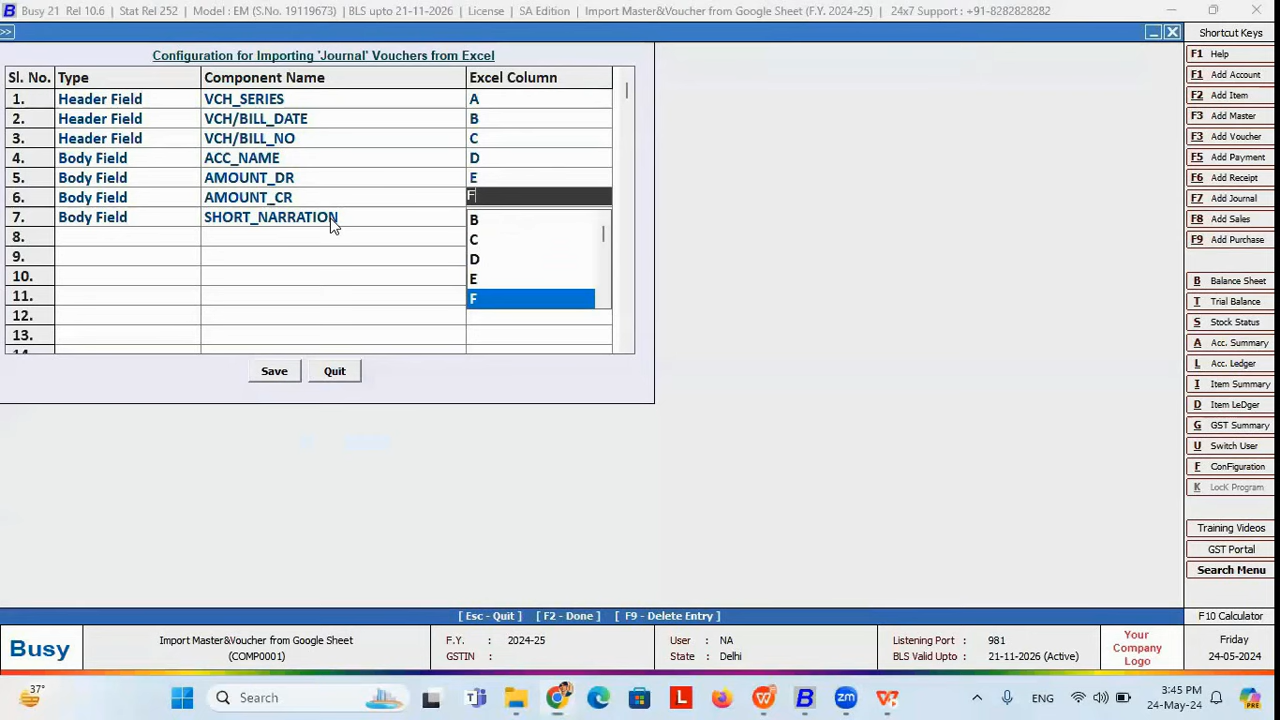 Busy 21 Rel 10.6 | Stat Rel 252 | Model : EM (S.No. 19119673) | BLS upto 21-11-2026 | License | SA Edition | Import Master&Voucher from Google Sheet (F.Y. 2024-25) | 24x7 Support : +91-8282828282
>>
Configuration for Importing 'Journal' Vouchers from Excel
Sl. No. Type Component Name Excel Column
1. Header Field VCH_SERIES A
2. Header Field VCH/BILL_DATE B
3. Header Field VCH/BILL_NO C
4. Body Field ACC_NAME D
5. Body Field AMOUNT_DR E
6. Body Field AMOUNT_CR F
7. Body Field SHORT_NARRATION
8.
9.
10.
11.
12.
13.
14
B
C
D
E
F
Save Quit
Shortcut Keys
F1 Help
F1 Add Account
F2 Add Item
F3 Add Master
F3 Add Voucher
F5 Add Payment
F6 Add Receipt
F7 Add Journal
F8 Add Sales
F9 Add Purchase
B Balance Sheet
T Trial Balance
S Stock Status
A Acc. Summary
L Acc. Ledger
I Item Summary
D Item LeDger
G GST Summary
U Switch User
F ConFiguration
K LocK Program
Training Videos
GST Portal
Search Menu
[ Esc - Quit ] [ F2 - Done ] [ F9 - Delete Entry ]
F10 Calculator
Busy
Import Master&Voucher from Google Sheet
(COMP0001)
F.Y. : 2024-25
GSTIN :
User : NA
State : Delhi
Listening Port : 981
BLS Valid Upto : 21-11-2026 (Active)
Your
Company
Logo
Friday
24-05-2024
37°
Search
ENG
3:45 PM
24-May-24